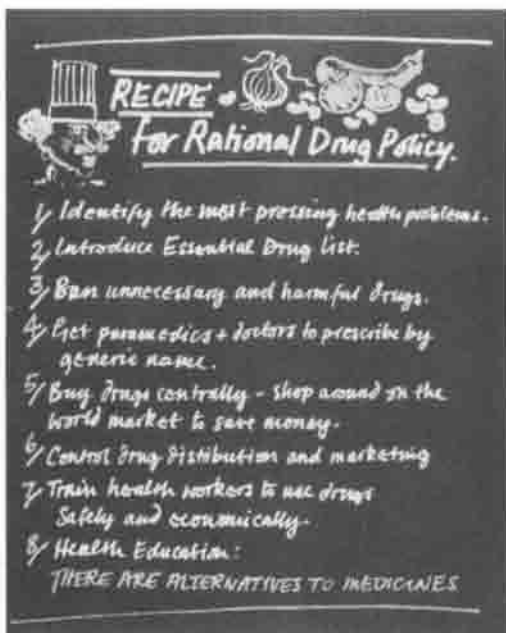 RECIPE
For Rational Drug Policy.
1/ Identify the most pressing health problems.
2/ Introduce Essential Drug List.
3/ Ban unnecessary and harmful drugs.
4/ Get paramedics + doctors to prescribe by
generic name.
5/ Buy drugs centrally - shop around on the
world market to save money.
6/ Control drug distribution and marketing
7/ Train health workers to use drugs
Safely and economically.
8/ Health Education:
THERE ARE ALTERNATIVES TO MEDICINES